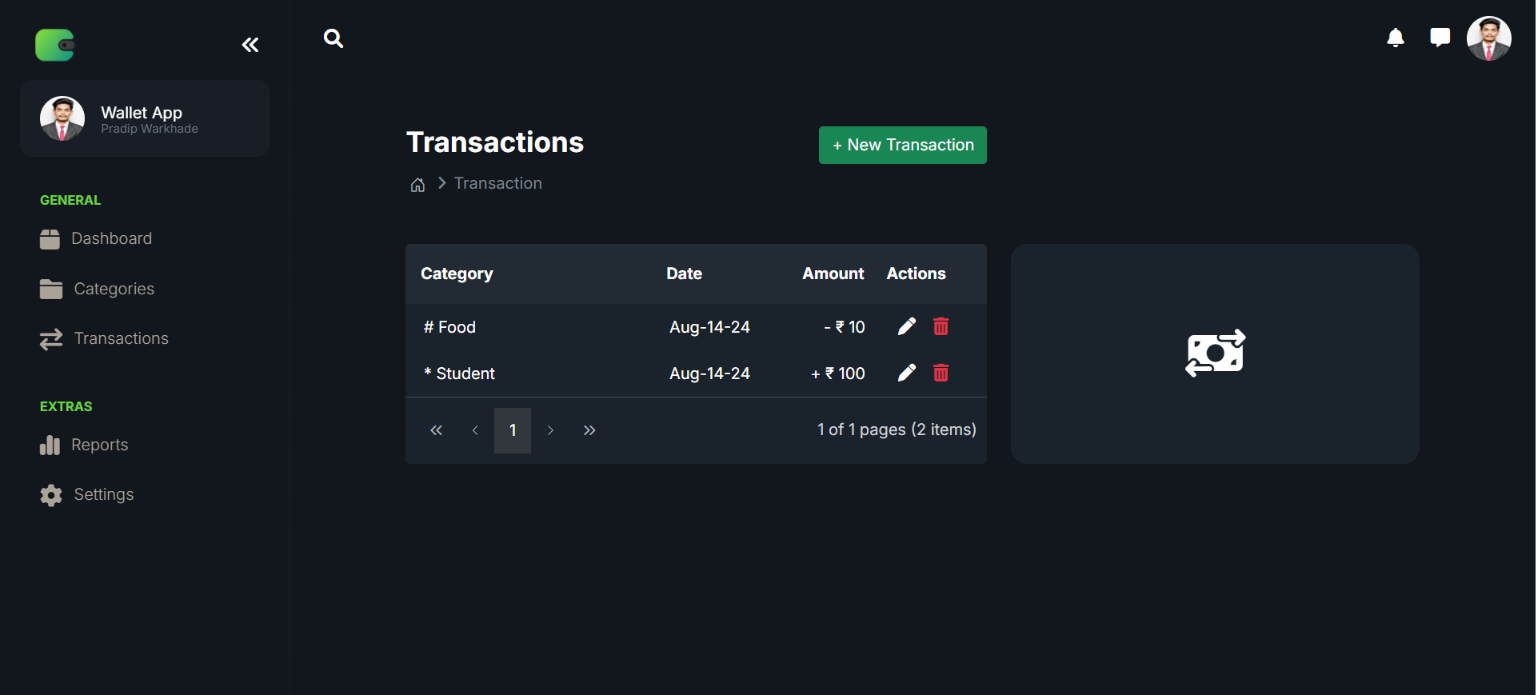 Wallet App
Pradip Warkhade
GENERAL
Dashboard
Categories
Transactions
EXTRAS
Reports
Settings
Transactions
+ New Transaction
Transaction
Category Date Amount Actions
# Food Aug-14-24 - ₹ 10
* Student Aug-14-24 + ₹ 100
1
1 of 1 pages (2 items)